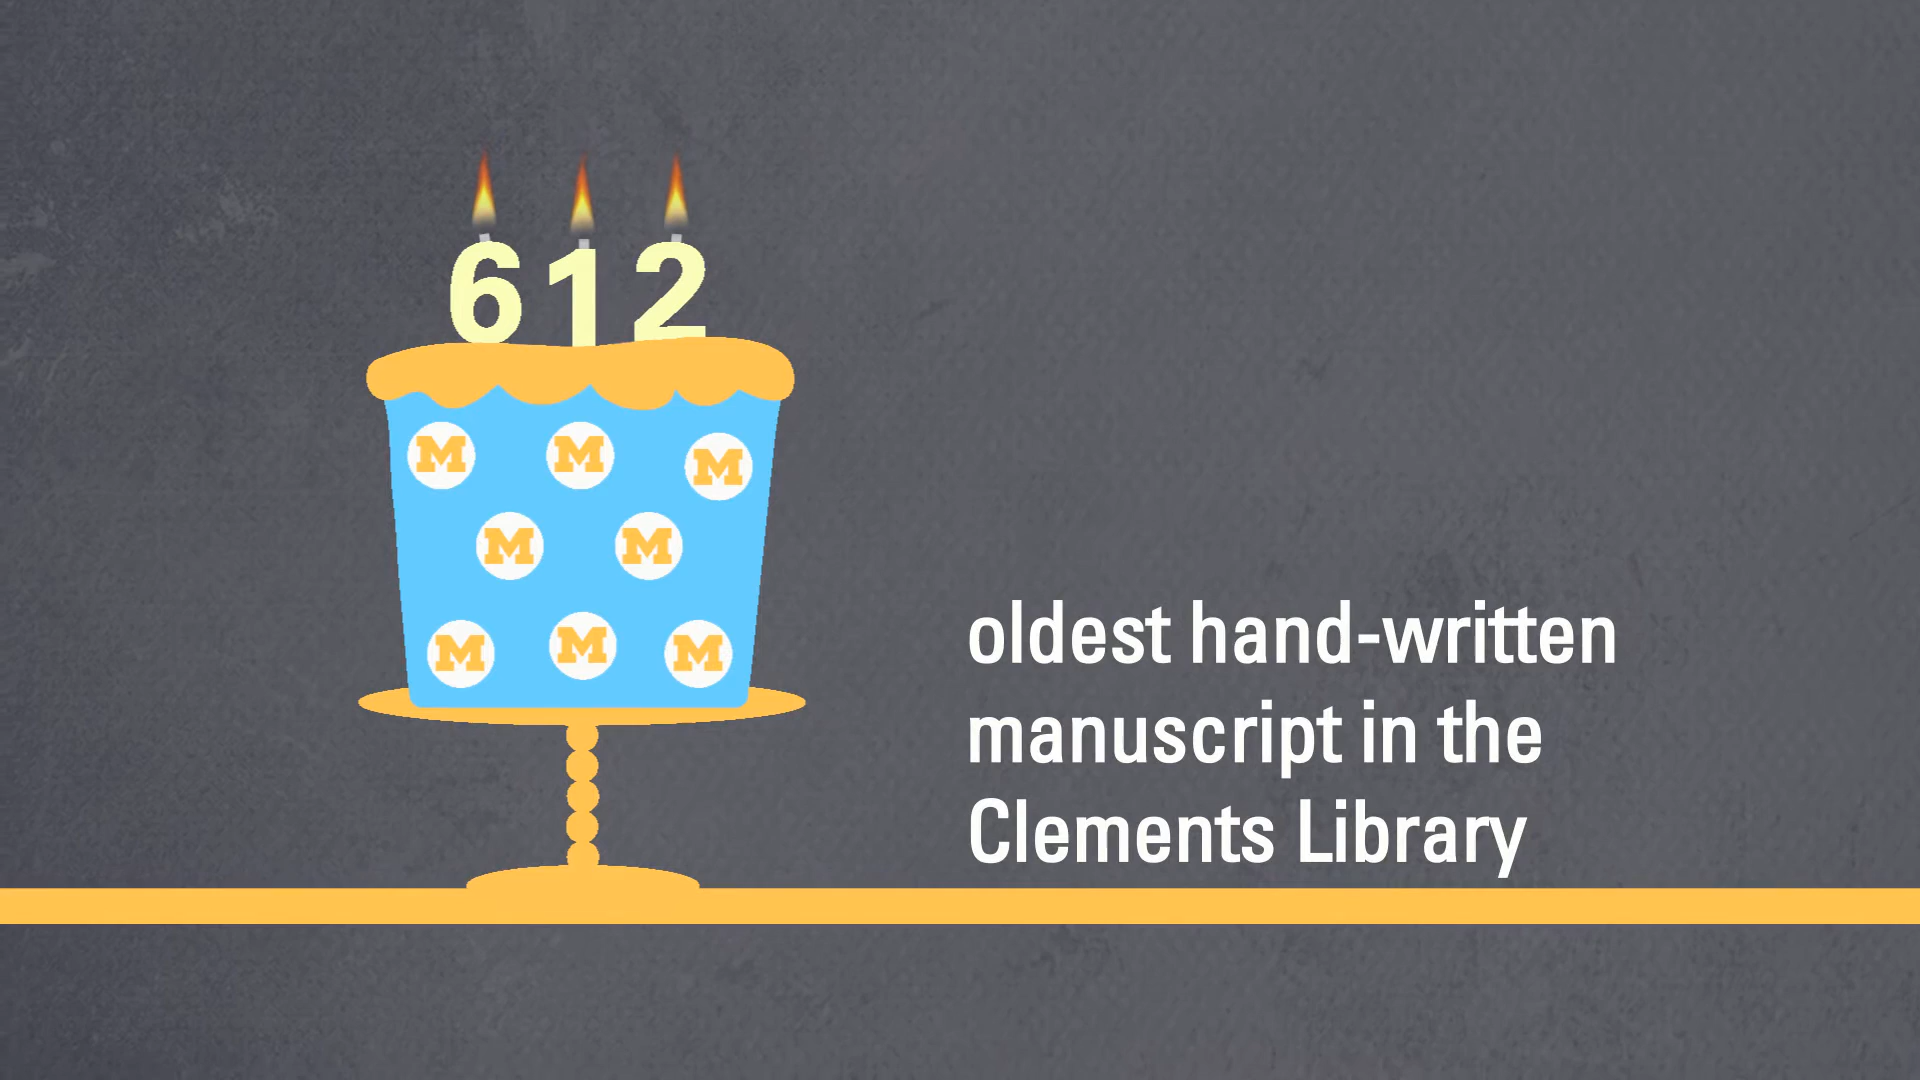 612
M M M
M M
M M M
oldest hand-written
manuscript in the
Clements Library